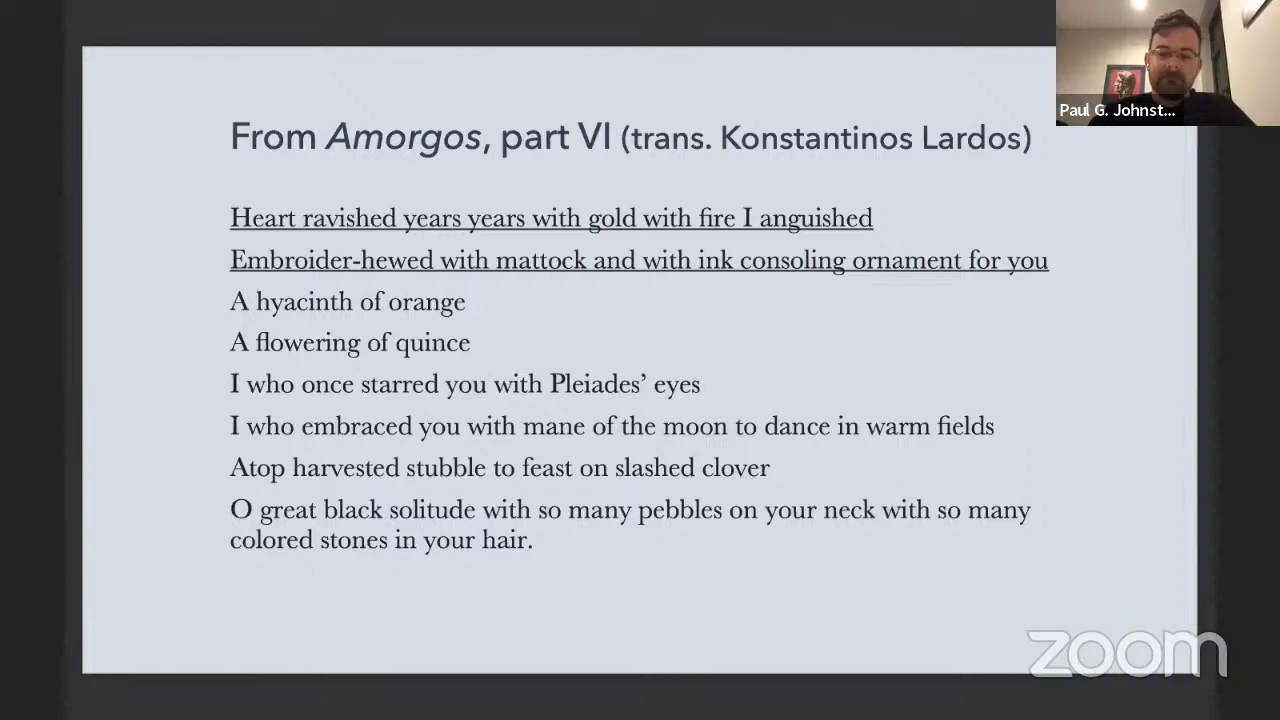 Paul G. Johnst...
From Amorgos, part VI (trans. Konstantinos Lardos)
Heart ravished years years with gold with fire I anguished
Embroider-hewed with mattock and with ink consoling ornament for you
A hyacinth of orange
A flowering of quince
I who once starred you with Pleiades’ eyes
I who embraced you with mane of the moon to dance in warm fields
Atop harvested stubble to feast on slashed clover
O great black solitude with so many pebbles on your neck with so many
colored stones in your hair.
zoom